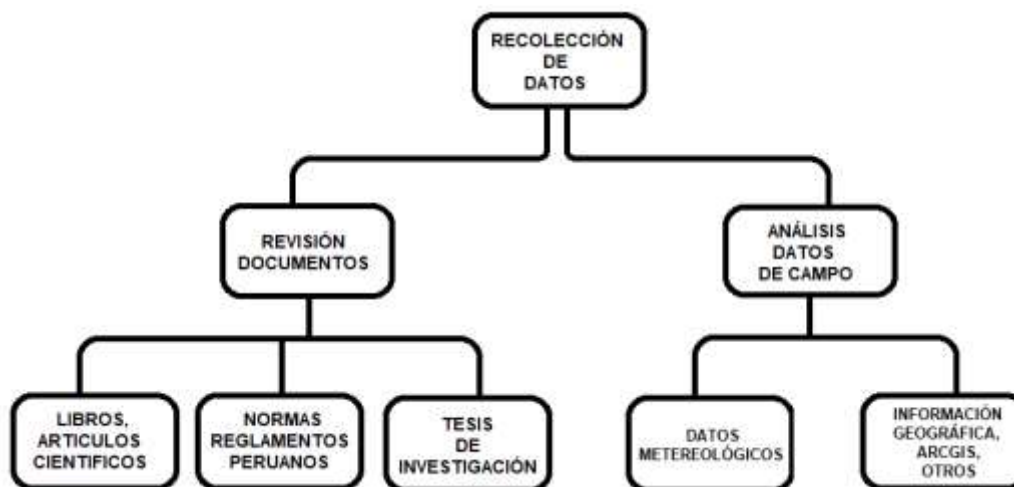 RECOLECCIÓN
DE
DATOS
REVISIÓN
DOCUMENTOS
ANÁLISIS
DATOS
DE CAMPO
LIBROS,
ARTICULOS
CIENTIFICOS
NORMAS
REGLAMENTOS
PERUANOS
TESIS
DE
INVESTIGACIÓN
DATOS
METEREOLÓGICOS
INFORMACIÓN
GEOGRÁFICA,
ARCGIS,
OTROS